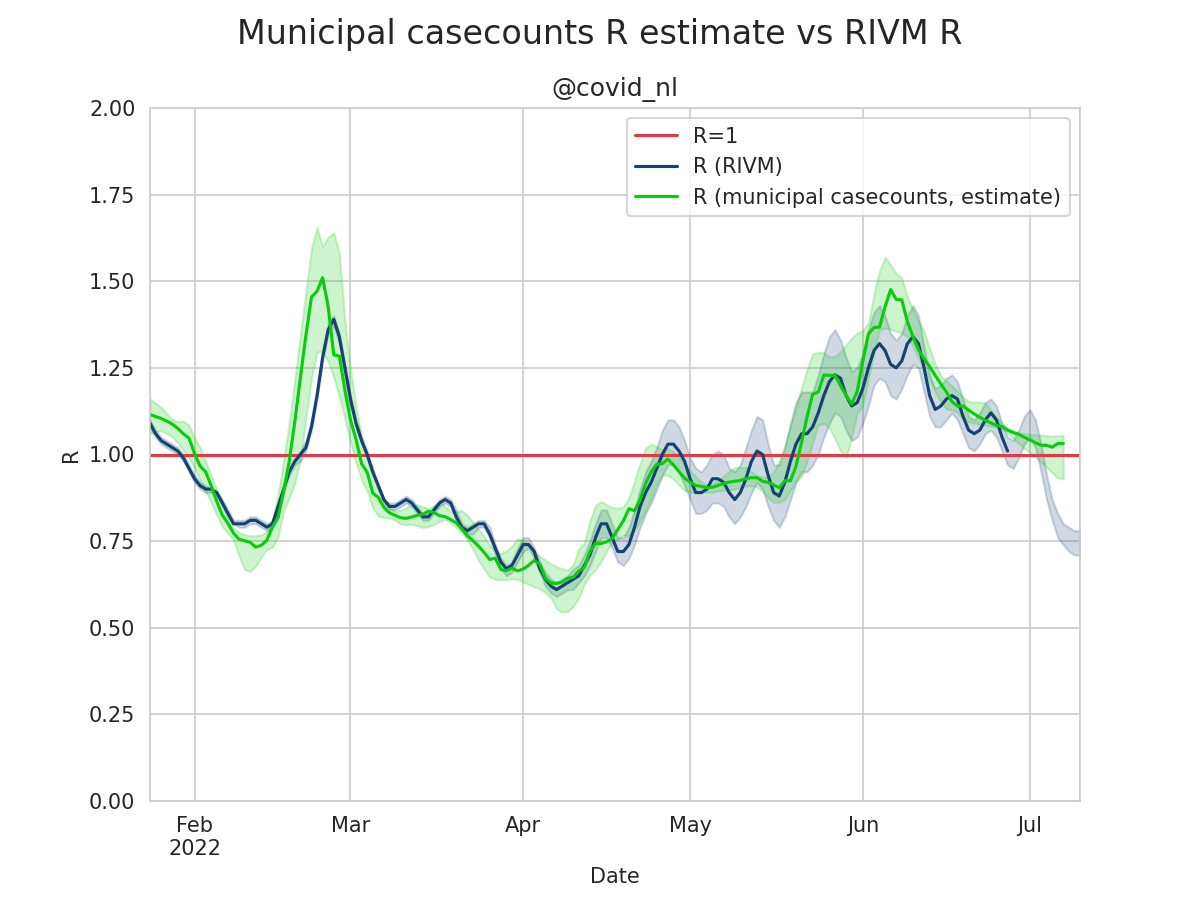 Municipal casecounts R estimate vs RIVM R
@covid_nl
R=1
R (RIVM)
R (municipal casecounts, estimate)
2.00
1.75
1.50
1.25
1.00
0.75
0.50
0.25
0.00
R
Feb
2022
Mar
Apr
May
Jun
Jul
Date